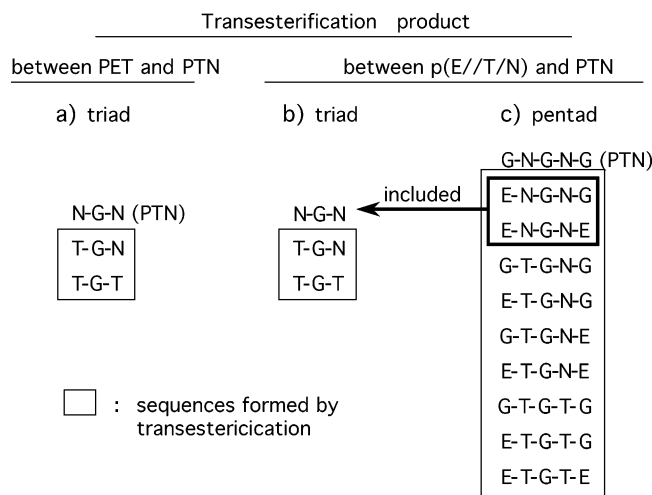 Transesterification product
between PET and PTN
between p(E//T/N) and PTN
a) triad
b) triad
c) pentad
N-G-N (PTN)
T-G-N
T-G-T
N-G-N
T-G-N
T-G-T
included
G-N-G-N-G (PTN)
E-N-G-N-G
E-N-G-N-E
G-T-G-N-G
E-T-G-N-G
G-T-G-N-E
E-T-G-N-E
G-T-G-T-G
E-T-G-T-G
E-T-G-T-E
: sequences formed by
transestericication